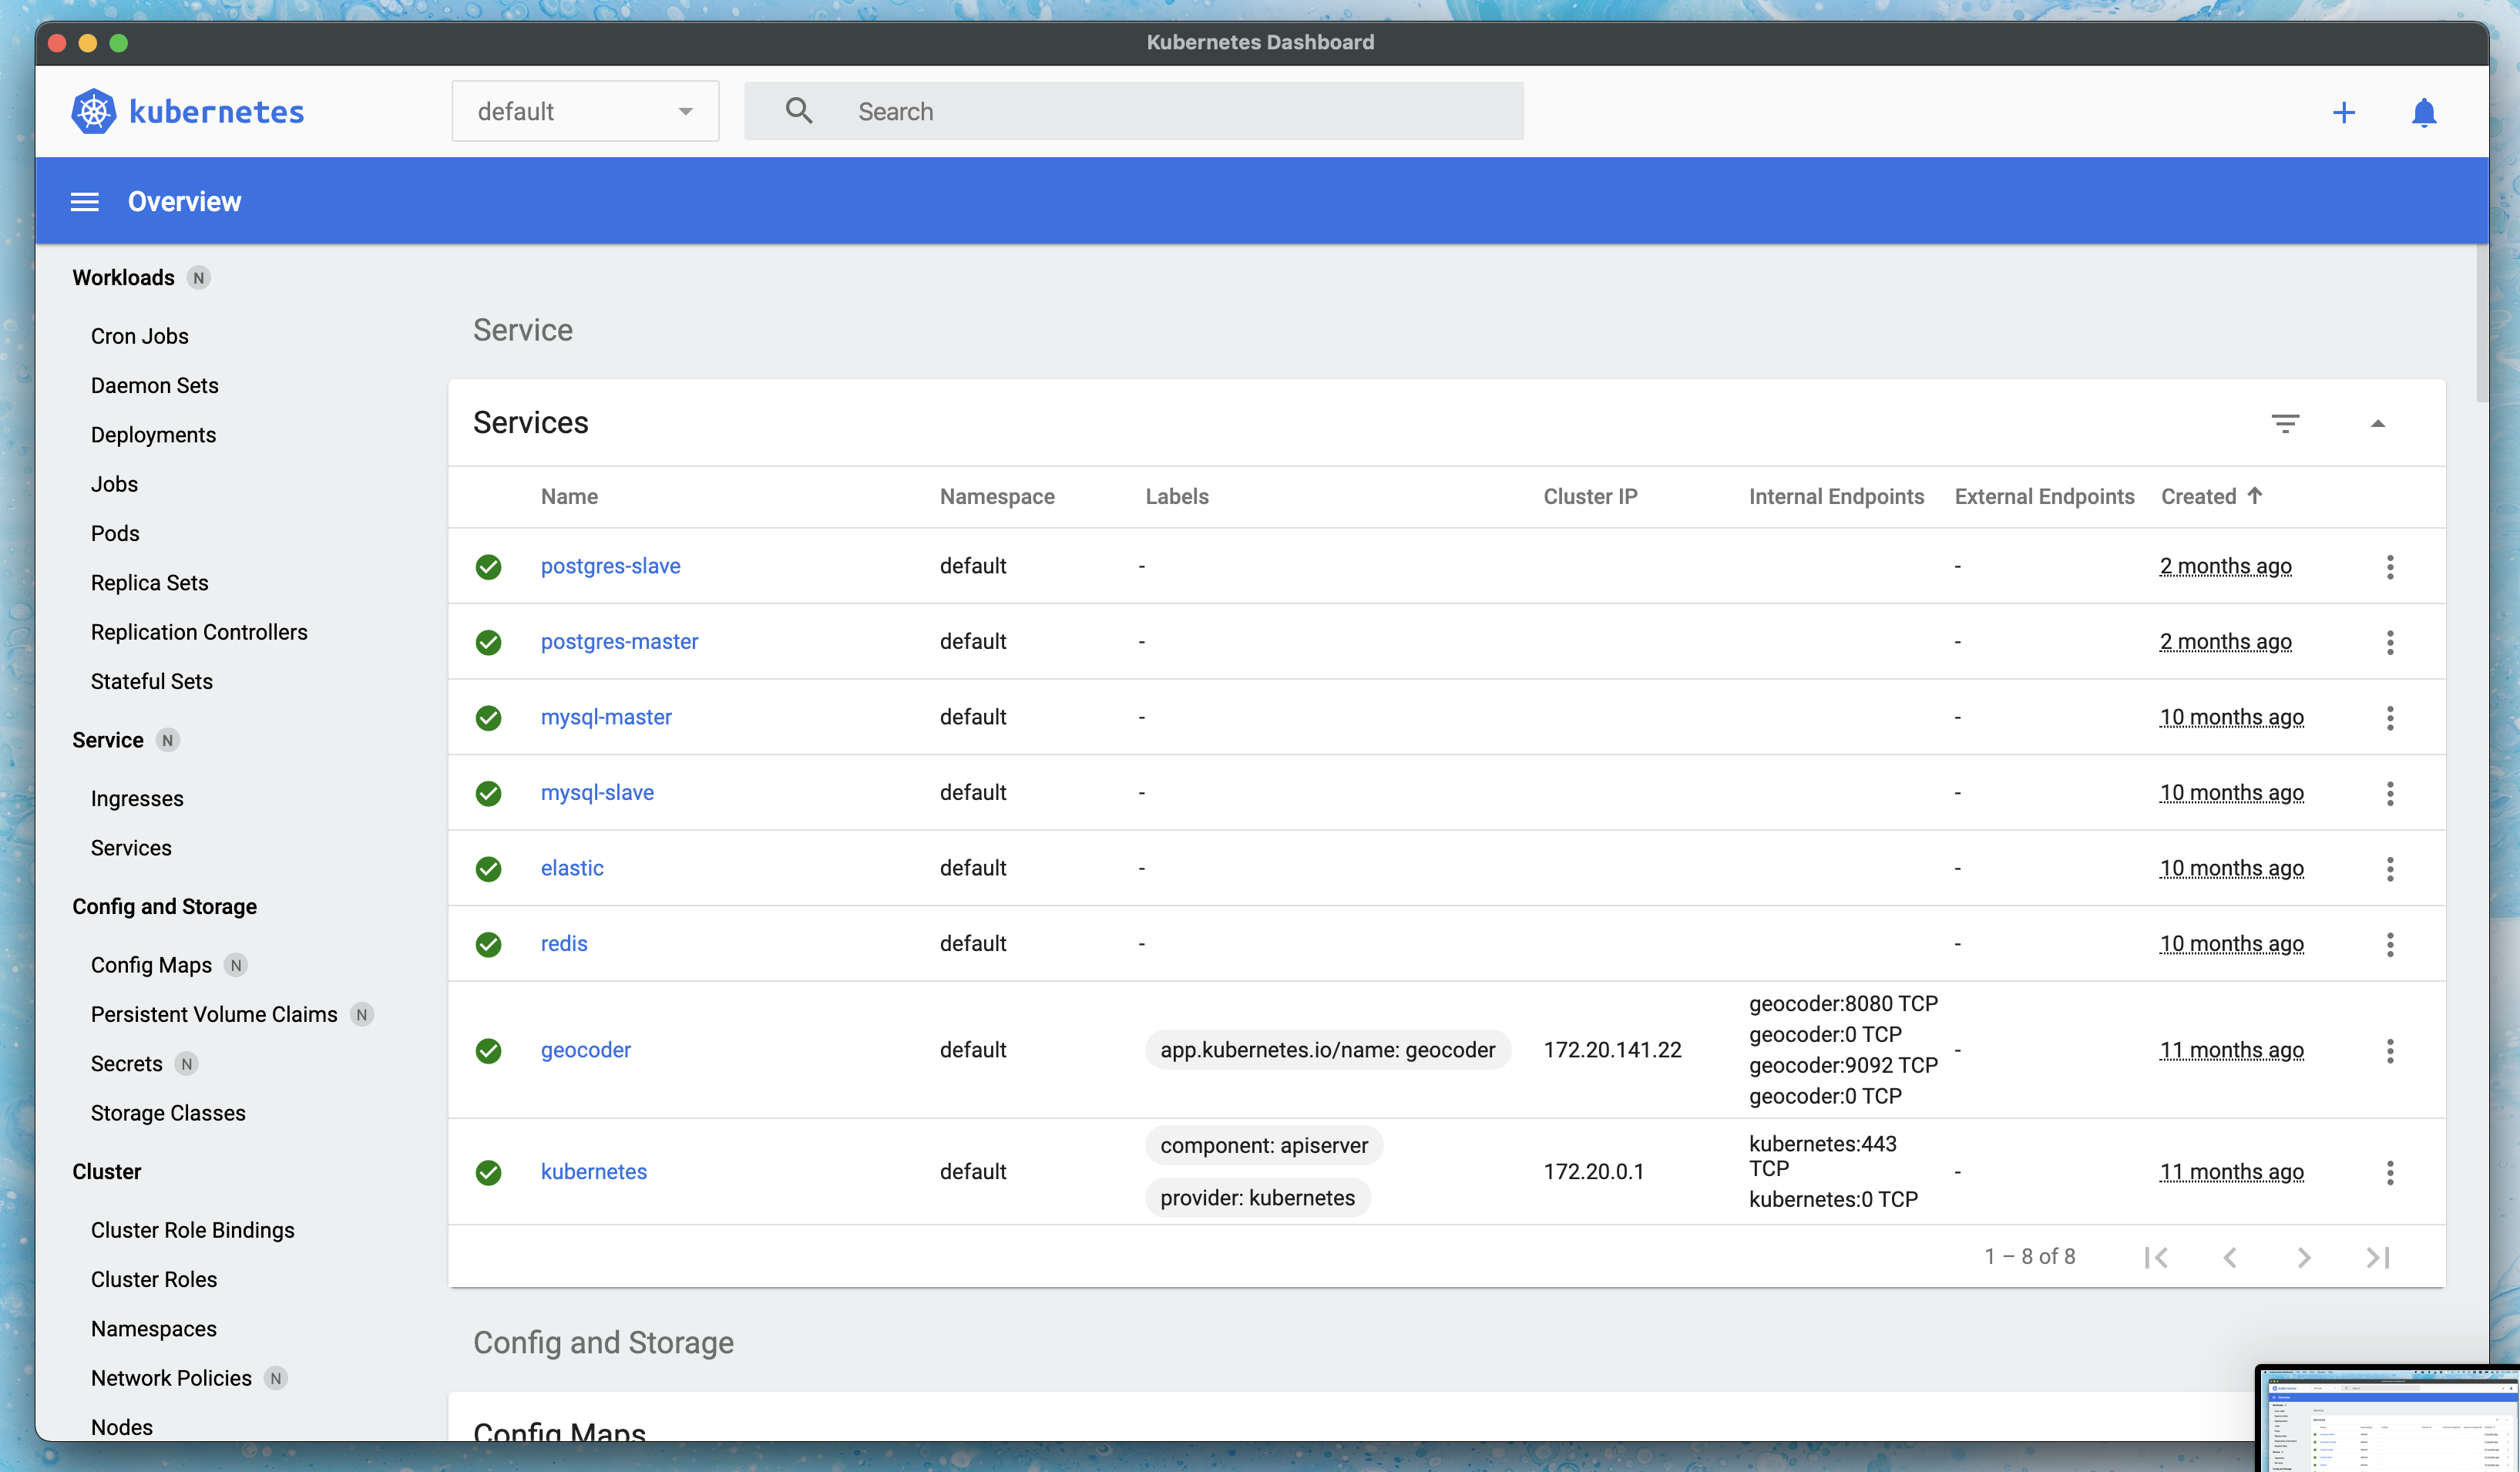 Kubernetes Dashboard
kubernetes
default
Search
Overview
Workloads N
Cron Jobs
Daemon Sets
Deployments
Jobs
Pods
Replica Sets
Replication Controllers
Stateful Sets
Service N
Ingresses
Services
Config and Storage
Config Maps N
Persistent Volume Claims N
Secrets N
Storage Classes
Cluster
Cluster Role Bindings
Cluster Roles
Namespaces
Network Policies N
Nodes
Service
Services
Name Namespace Labels Cluster IP Internal Endpoints External Endpoints Created
postgres-slave default - - 2 months ago
postgres-master default - - 2 months ago
mysql-master default - - 10 months ago
mysql-slave default - - 10 months ago
elastic default - - 10 months ago
redis default - - 10 months ago
geocoder default app.kubernetes.io/name: geocoder 172.20.141.22 geocoder:8080 TCP
geocoder:0 TCP
geocoder:9092 TCP
geocoder:0 TCP
- 11 months ago
kubernetes default component: apiserver
provider: kubernetes
172.20.0.1 kubernetes:443
TCP
kubernetes:0 TCP
- 11 months ago
1 – 8 of 8
Config and Storage
Config Maps